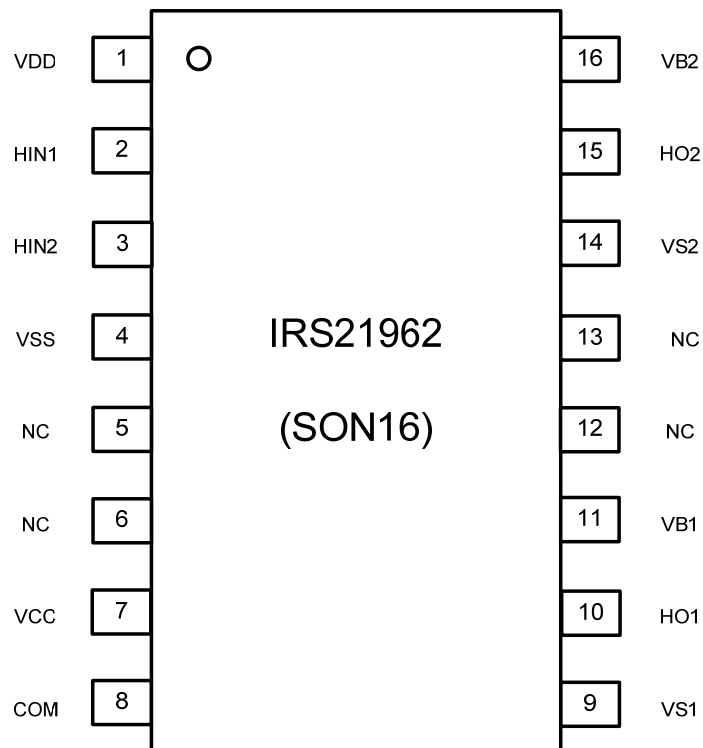 VDD 1 16 VB2
HIN1 2 15 HO2
HIN2 3 14 VS2
VSS 4 IRS21962 13 NC
NC 5 (SON16) 12 NC
NC 6 11 VB1
VCC 7 10 HO1
COM 8 9 VS1